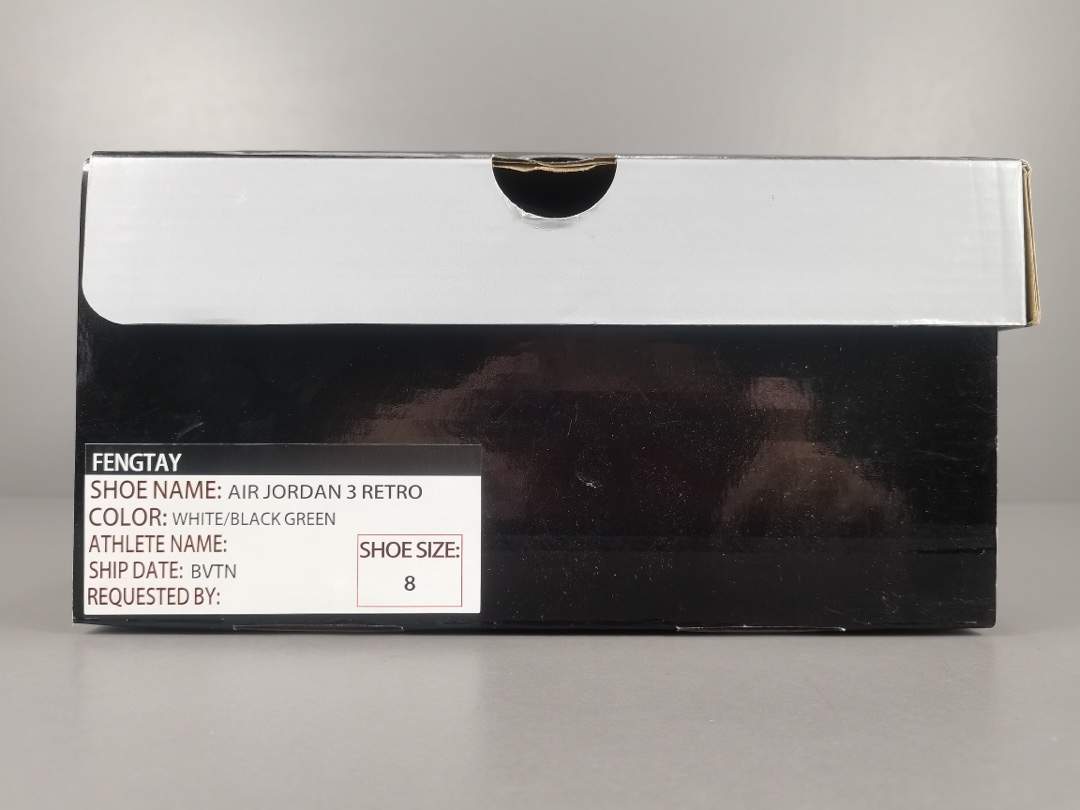 FENGTAY
SHOE NAME: AIR JORDAN 3 RETRO
COLOR: WHITE/BLACK GREEN
ATHLETE NAME:
SHIP DATE: BVTN
REQUESTED BY:
SHOE SIZE:
8